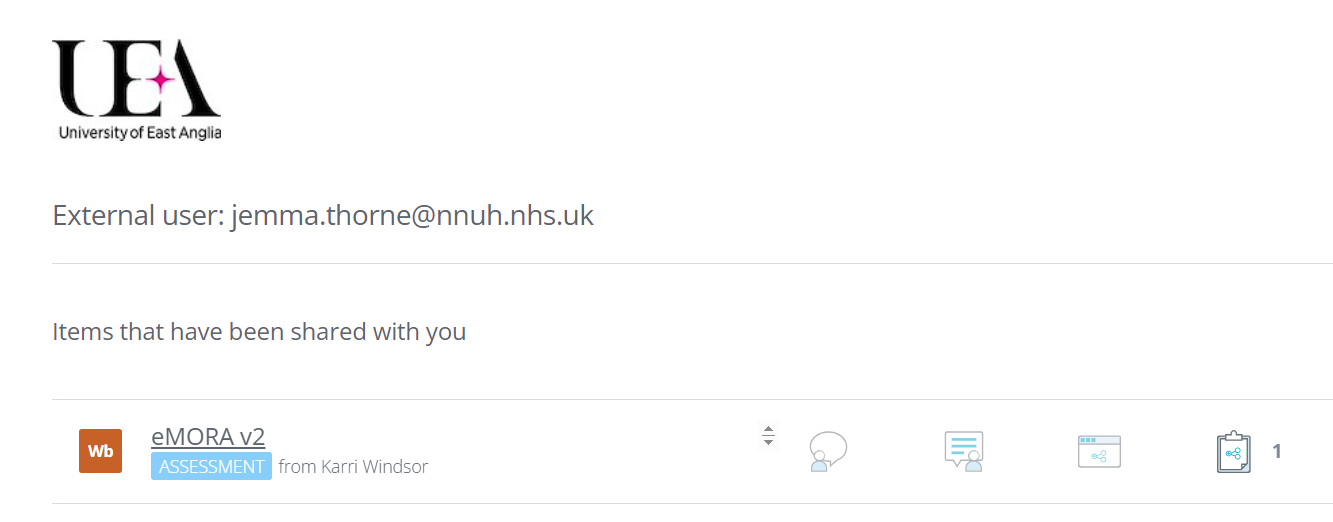 UEA
University of East Anglia
External user: jemma.thorne@nnuh.nhs.uk
Items that have been shared with you
Wb eMORA v2
ASSESSMENT from Karri Windsor
1